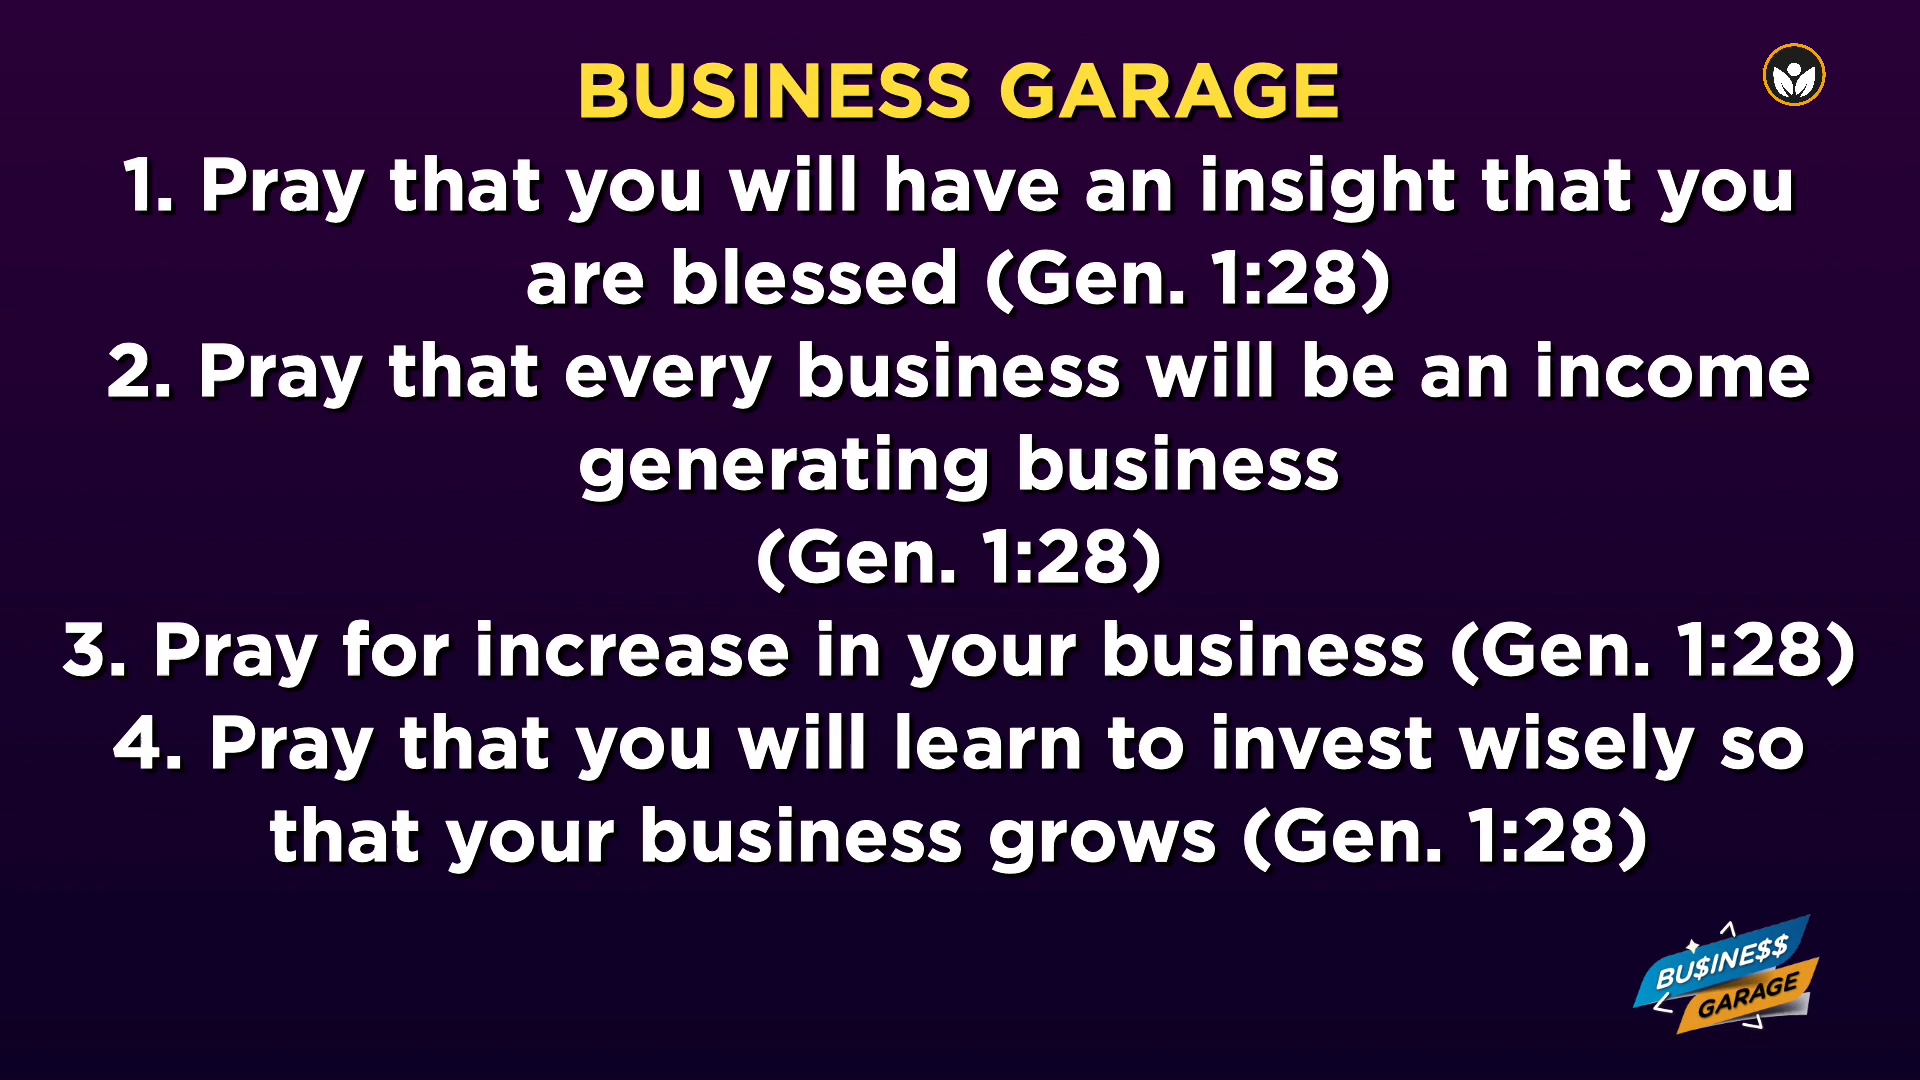 BUSINESS GARAGE
1. Pray that you will have an insight that you
are blessed (Gen. 1:28)
2. Pray that every business will be an income
generating business
(Gen. 1:28)
3. Pray for increase in your business (Gen. 1:28)
4. Pray that you will learn to invest wisely so
that your business grows (Gen. 1:28)
BU$INE$$
GARAGE